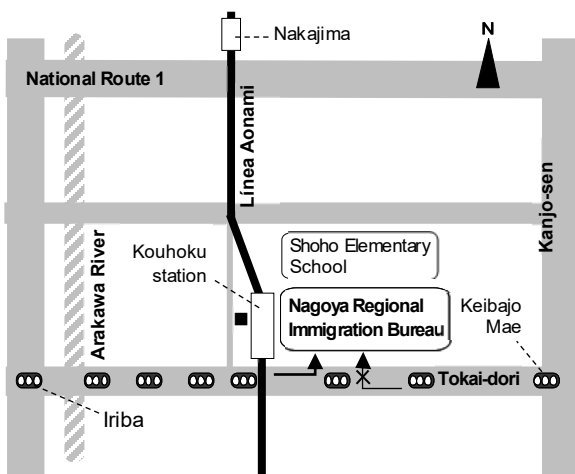 Nakajima
N
National Route 1
Línea Aonami
Kanjo-sen
Arakawa River
Kouhoku
station
Shoho Elementary
School
Nagoya Regional
Immigration Bureau
Keibajo
Mae
Tokai-dori
Iriba